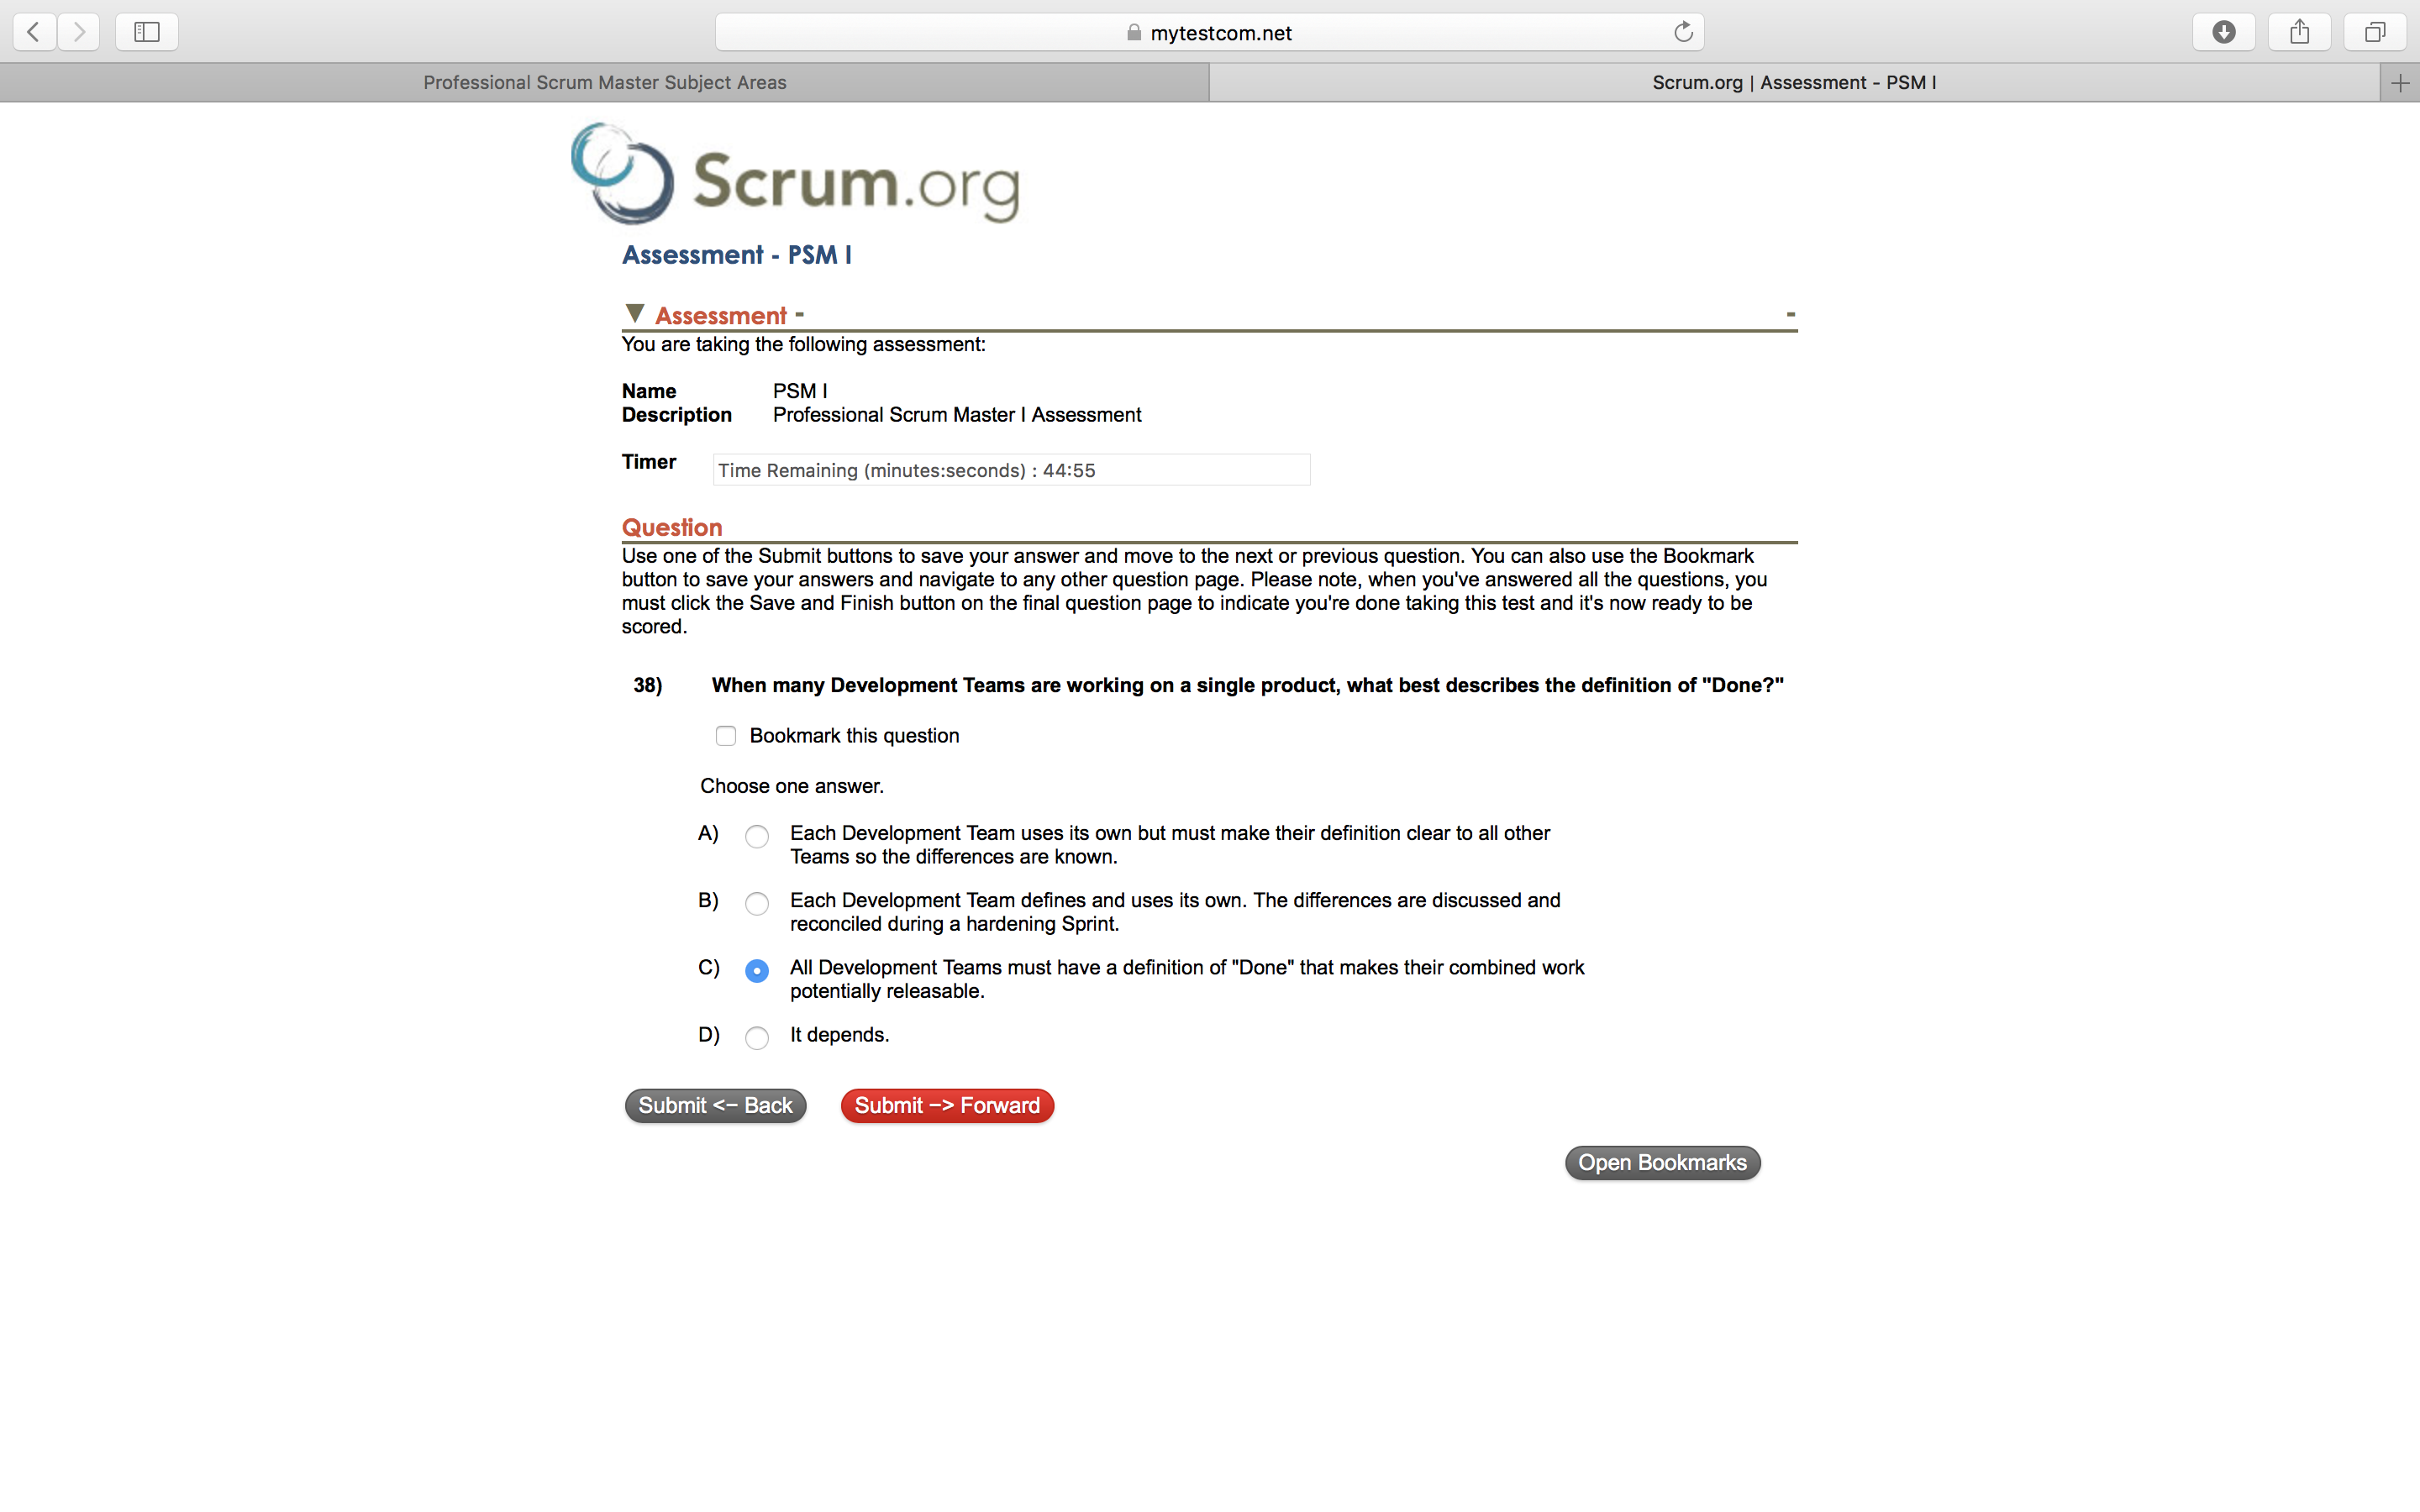 mytestcom.net
Professional Scrum Master Subject Areas
Scrum.org | Assessment - PSM I
Scrum.org
Assessment - PSM I
▼ Assessment - -
You are taking the following assessment:
Name PSM I
Description Professional Scrum Master I Assessment
Timer Time Remaining (minutes:seconds) : 44:55
Question
Use one of the Submit buttons to save your answer and move to the next or previous question. You can also use the Bookmark
button to save your answers and navigate to any other question page. Please note, when you've answered all the questions, you
must click the Save and Finish button on the final question page to indicate you're done taking this test and it's now ready to be
scored.
38) When many Development Teams are working on a single product, what best describes the definition of "Done?"
Bookmark this question
Choose one answer.
A) Each Development Team uses its own but must make their definition clear to all other
Teams so the differences are known.
B) Each Development Team defines and uses its own. The differences are discussed and
reconciled during a hardening Sprint.
C) All Development Teams must have a definition of "Done" that makes their combined work
potentially releasable.
D) It depends.
Submit <– Back Submit –> Forward
Open Bookmarks